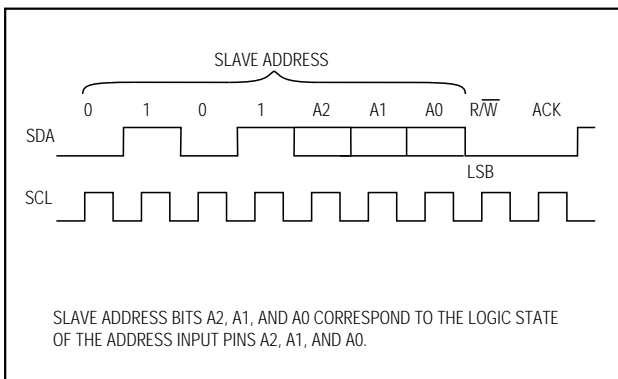 SLAVE ADDRESS
0 1 0 1 A2 A1 A0 R/W̅ ACK
SDA
LSB
SCL
SLAVE ADDRESS BITS A2, A1, AND A0 CORRESPOND TO THE LOGIC STATE
OF THE ADDRESS INPUT PINS A2, A1, AND A0.